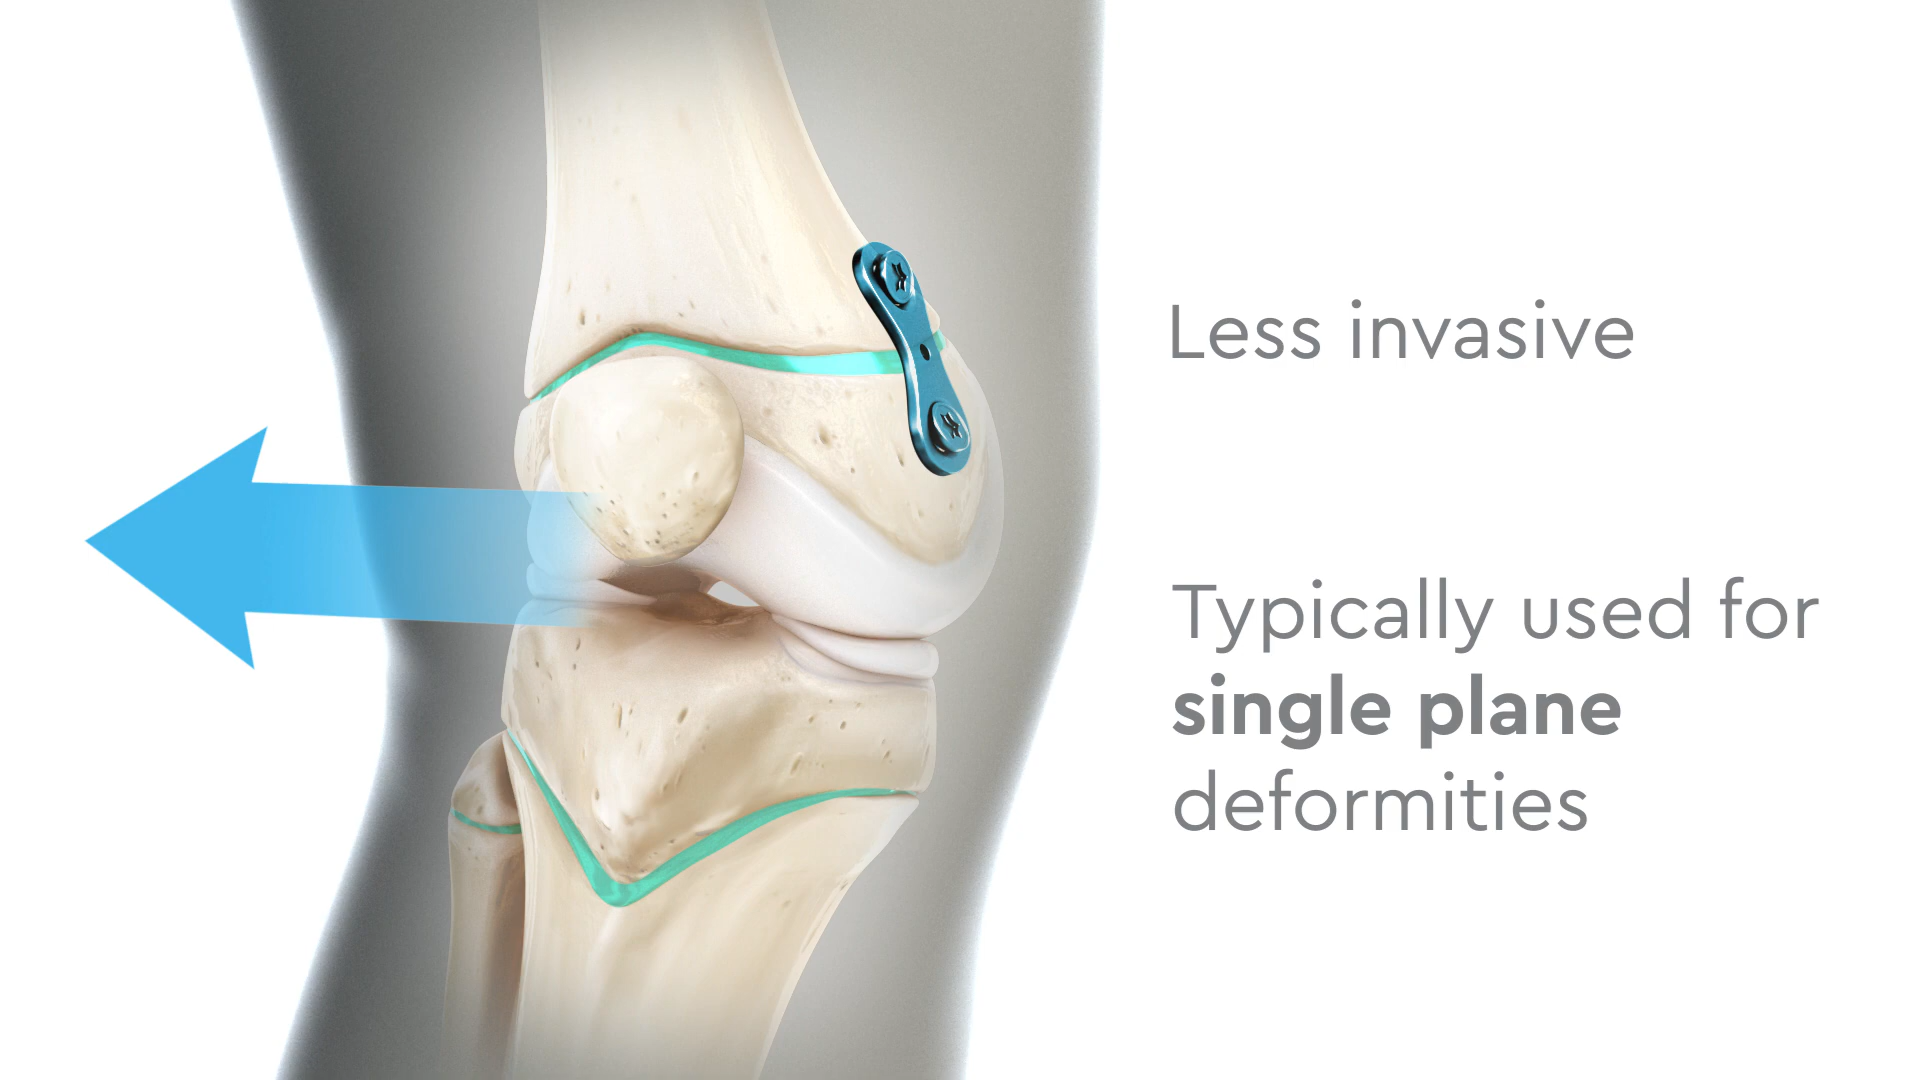 Less invasive
Typically used for
single plane
deformities